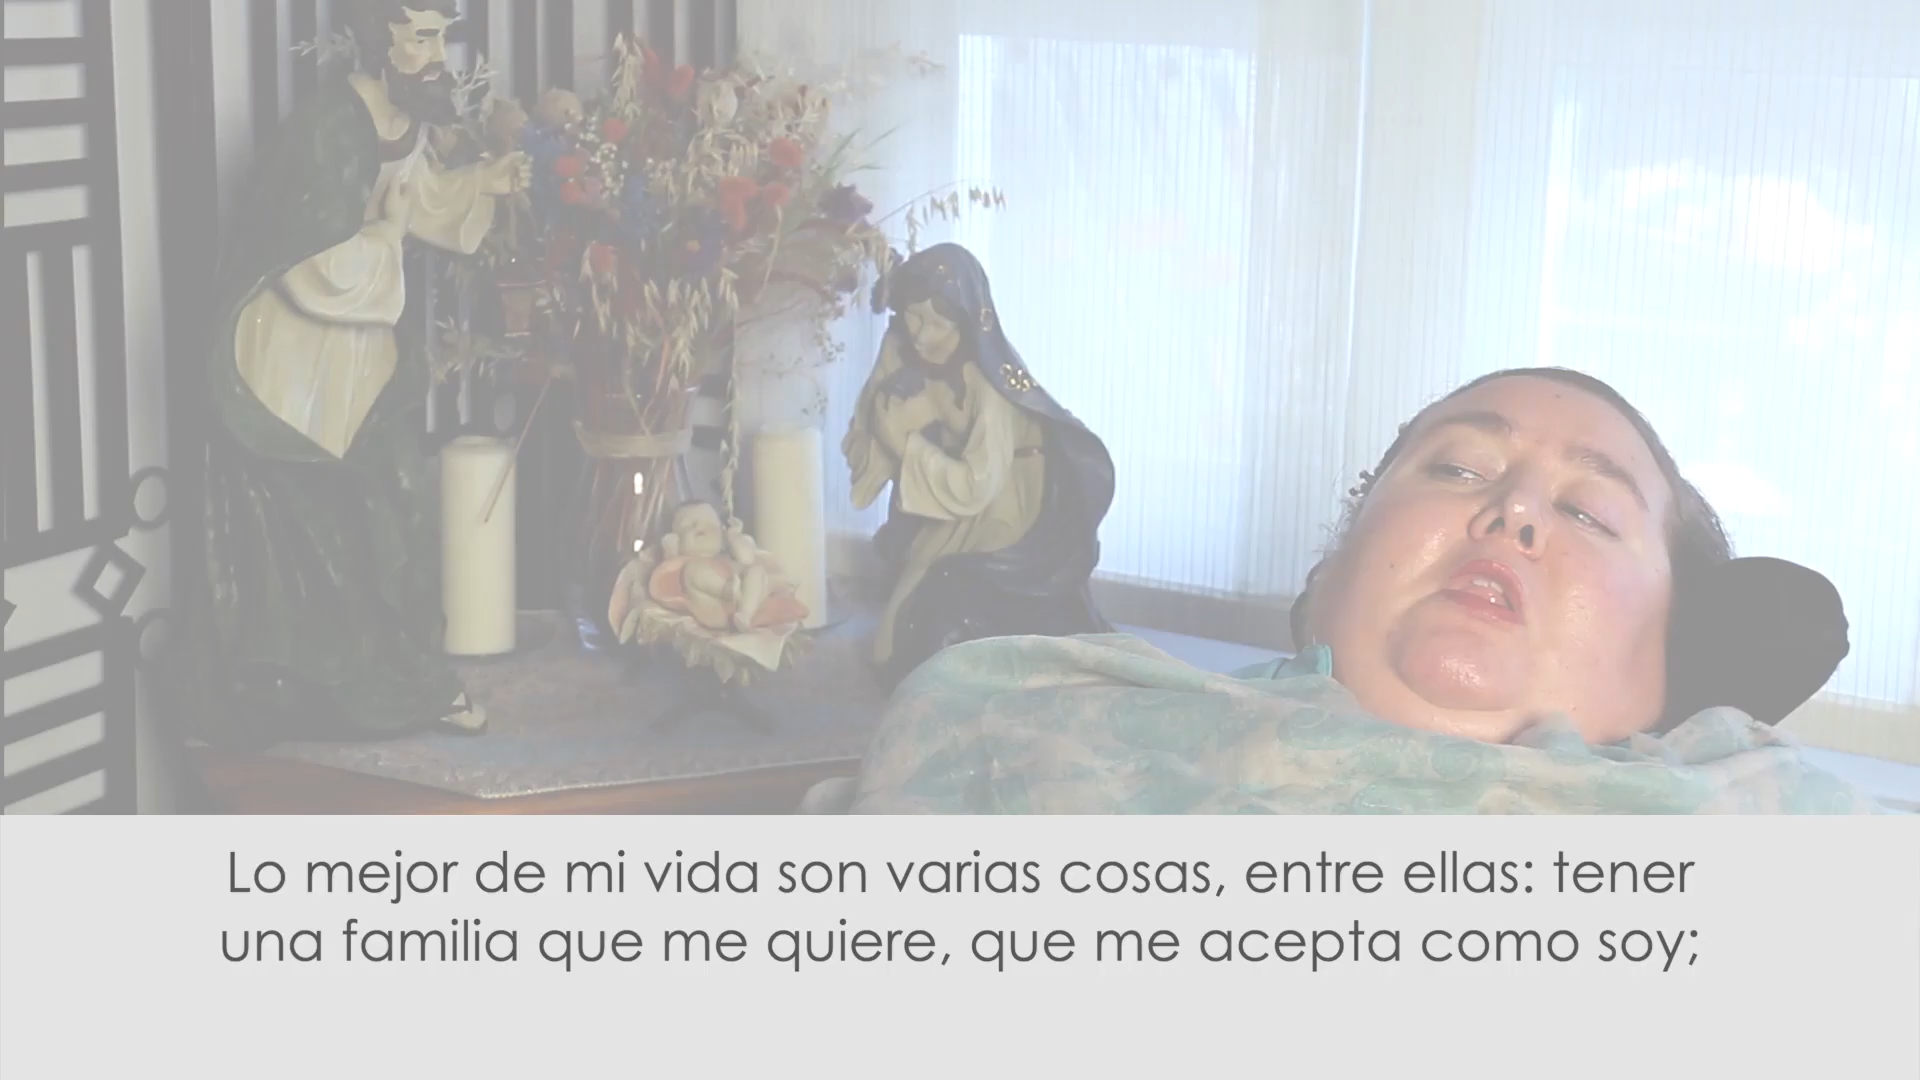 Lo mejor de mi vida son varias cosas, entre ellas: tener
una familia que me quiere, que me acepta como soy;